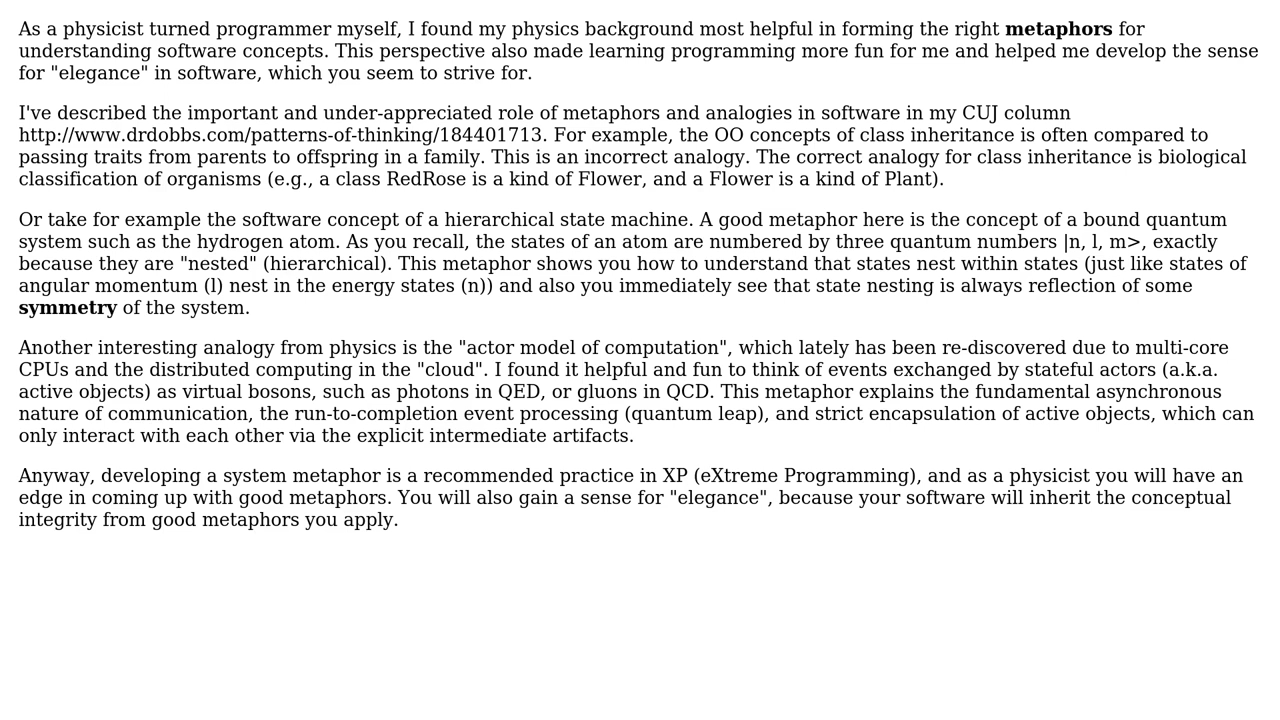 As a physicist turned programmer myself, I found my physics background most helpful in forming the right metaphors for
understanding software concepts. This perspective also made learning programming more fun for me and helped me develop the sense
for "elegance" in software, which you seem to strive for.
I've described the important and under-appreciated role of metaphors and analogies in software in my CUJ column
http://www.drdobbs.com/patterns-of-thinking/184401713. For example, the OO concepts of class inheritance is often compared to
passing traits from parents to offspring in a family. This is an incorrect analogy. The correct analogy for class inheritance is biological
classification of organisms (e.g., a class RedRose is a kind of Flower, and a Flower is a kind of Plant).
Or take for example the software concept of a hierarchical state machine. A good metaphor here is the concept of a bound quantum
system such as the hydrogen atom. As you recall, the states of an atom are numbered by three quantum numbers |n, l, m>, exactly
because they are "nested" (hierarchical). This metaphor shows you how to understand that states nest within states (just like states of
angular momentum (l) nest in the energy states (n)) and also you immediately see that state nesting is always reflection of some
symmetry of the system.
Another interesting analogy from physics is the "actor model of computation", which lately has been re-discovered due to multi-core
CPUs and the distributed computing in the "cloud". I found it helpful and fun to think of events exchanged by stateful actors (a.k.a.
active objects) as virtual bosons, such as photons in QED, or gluons in QCD. This metaphor explains the fundamental asynchronous
nature of communication, the run-to-completion event processing (quantum leap), and strict encapsulation of active objects, which can
only interact with each other via the explicit intermediate artifacts.
Anyway, developing a system metaphor is a recommended practice in XP (eXtreme Programming), and as a physicist you will have an
edge in coming up with good metaphors. You will also gain a sense for "elegance", because your software will inherit the conceptual
integrity from good metaphors you apply.